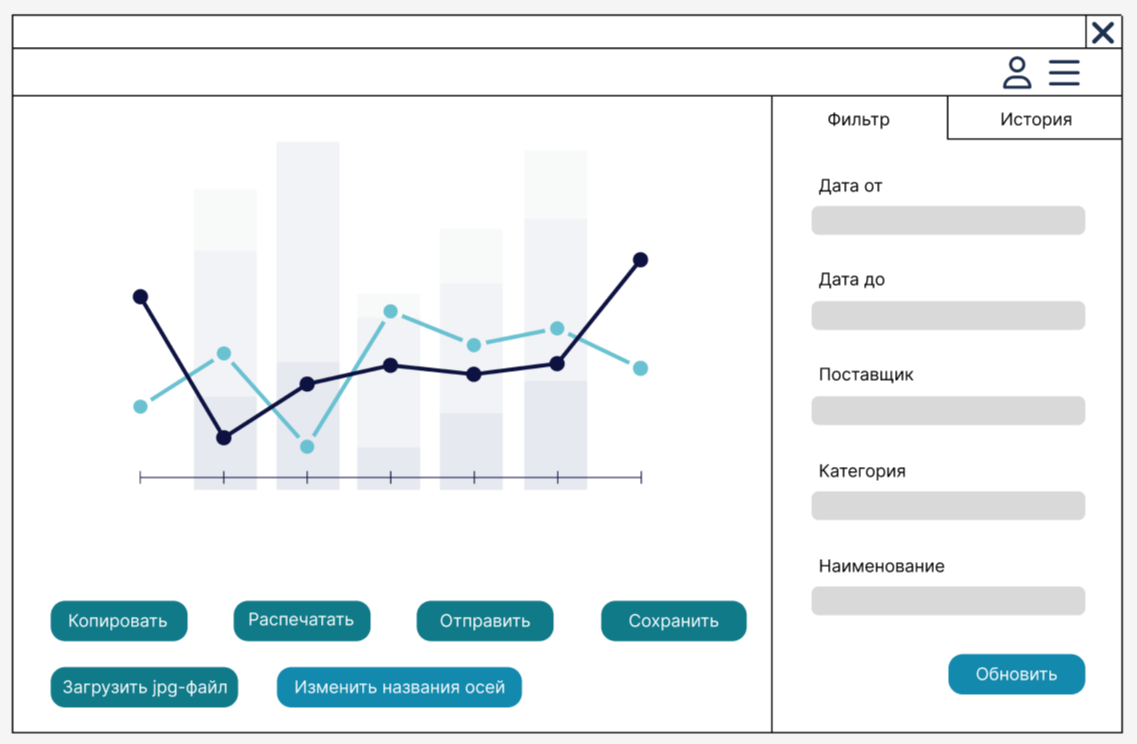 Фильтр
История
Дата от
Дата до
Поставщик
Категория
Наименование
Обновить
Копировать
Распечатать
Отправить
Сохранить
Загрузить jpg-файл
Изменить названия осей